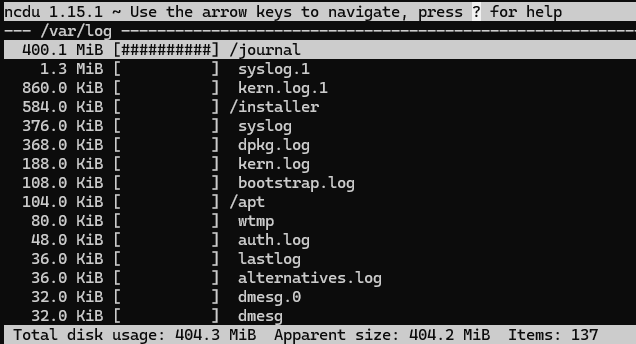 ncdu 1.15.1 ~ Use the arrow keys to navigate, press ? for help
--- /var/log ---------------------------------------------------------
  400.1 MiB [##########] /journal
    1.3 MiB [          ]  syslog.1
  860.0 KiB [          ]  kern.log.1
  584.0 KiB [          ] /installer
  376.0 KiB [          ]  syslog
  368.0 KiB [          ]  dpkg.log
  188.0 KiB [          ]  kern.log
  108.0 KiB [          ]  bootstrap.log
  104.0 KiB [          ] /apt
   80.0 KiB [          ]  wtmp
   48.0 KiB [          ]  auth.log
   36.0 KiB [          ]  lastlog
   36.0 KiB [          ]  alternatives.log
   32.0 KiB [          ]  dmesg.0
   32.0 KiB [          ]  dmesg
 Total disk usage: 404.3 MiB  Apparent size: 404.2 MiB  Items: 137